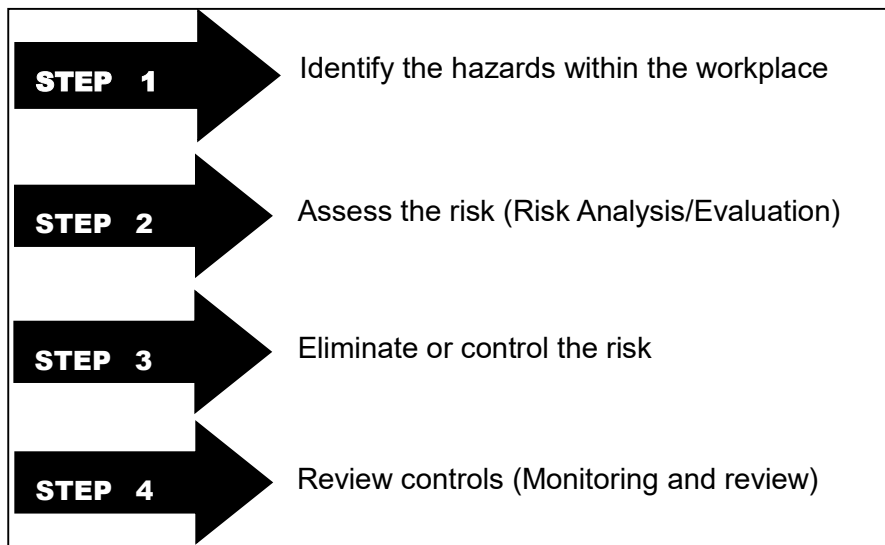 STEP 1 Identify the hazards within the workplace
STEP 2 Assess the risk (Risk Analysis/Evaluation)
STEP 3 Eliminate or control the risk
STEP 4 Review controls (Monitoring and review)